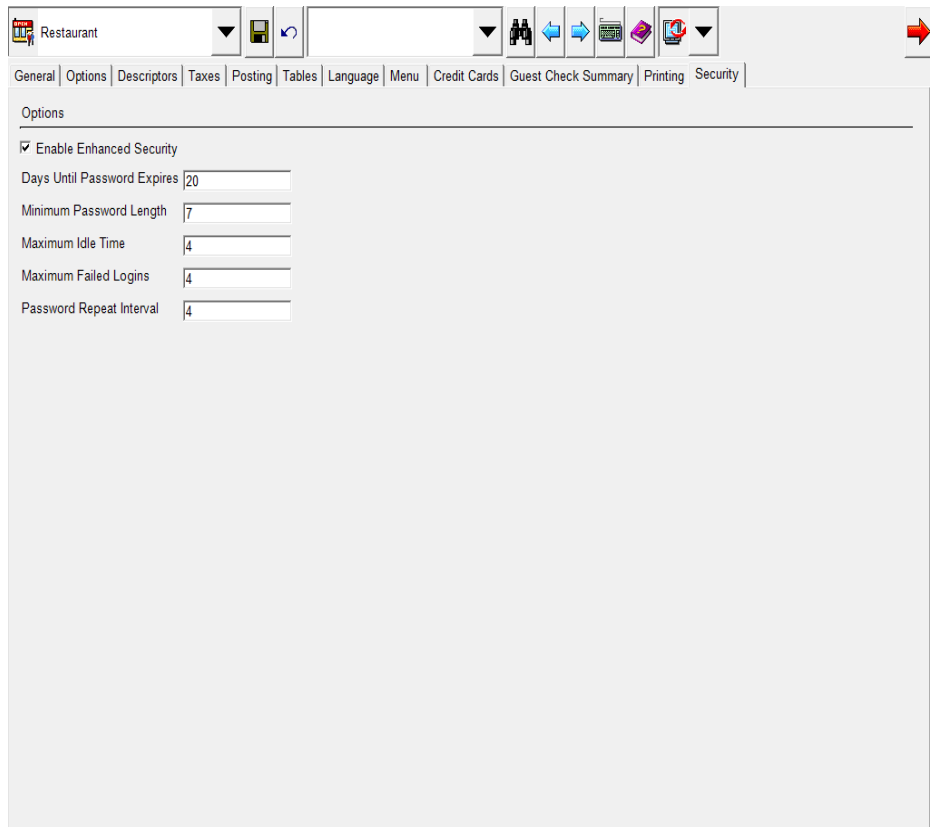 OPEN
Restaurant
General Options Descriptors Taxes Posting Tables Language Menu Credit Cards Guest Check Summary Printing Security
Options
Enable Enhanced Security
Days Until Password Expires 20
Minimum Password Length 7
Maximum Idle Time 4
Maximum Failed Logins 4
Password Repeat Interval 4